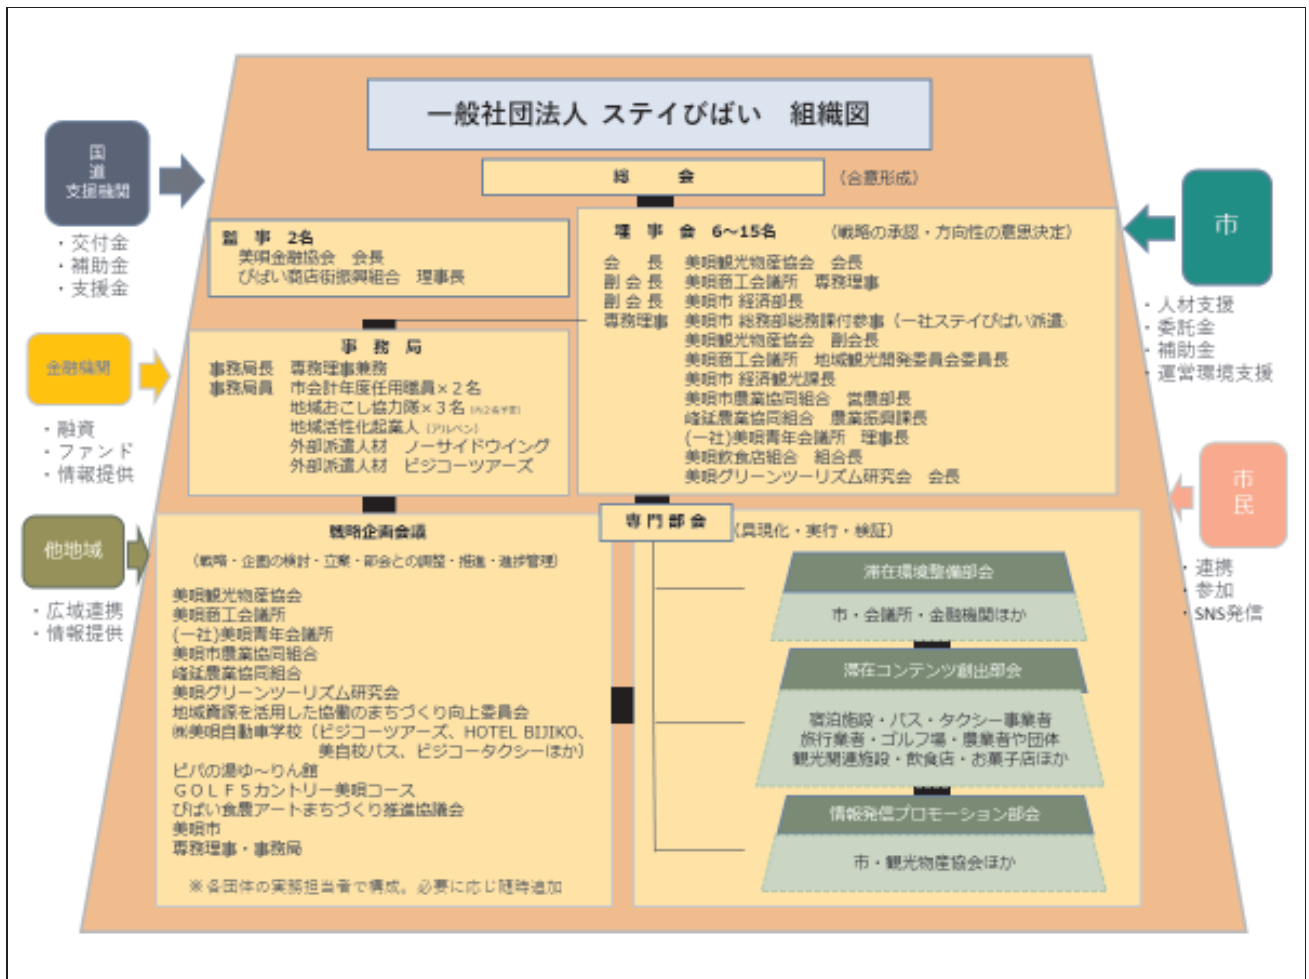 一般社団法人 ステイびばい　組織図
総　会　（合意形成）
国
道
支援機関
・交付金
・補助金
・支援金
金融機関
・融資
・ファンド
・情報提供
他地域
・広域連携
・情報提供
監　事　2名
美唄金融協会　会長
びばい商店街振興組合　理事長
理　事　会　6～15名　（戦略の承認・方向性の意思決定）
会　　長　美唄観光物産協会　会長
副 会 長　美唄商工会議所　専務理事
副 会 長　美唄市 経済部長
専務理事　美唄市 総務部総務課付参事（一社ステイびばい派遣）
美唄観光物産協会　副会長
美唄商工会議所　地域観光開発委員会委員長
美唄市 経済観光課長
美唄市農業協同組合　営農部長
峰延農業協同組合　農業振興課長
(一社)美唄青年会議所　理事長
美唄飲食店組合　組合長
美唄グリーンツーリズム研究会　会長
事　務　局
事務局長　専務理事兼務
事務局員　市会計年度任用職員×２名
地域おこし協力隊×３名
地域活性化起業人（アルペン）
外部派遣人材　ノーサイドウイング
外部派遣人材　ビジコーツアーズ
戦略企画会議
（戦略・企画の検討・立案・部会との調整・推進・進捗管理）
美唄観光物産協会
美唄商工会議所
(一社)美唄青年会議所
美唄市農業協同組合
峰延農業協同組合
美唄グリーンツーリズム研究会
地域資源を活用した協働のまちづくり向上委員会
㈱美唄自動車学校（ビジコーツアーズ、HOTEL BIJIKO、
美自校バス、ビジコータクシーほか）
ピパの湯ゆ～りん館
ＧＯＬＦ５カントリー美唄コース
びばい食農アートまちづくり推進協議会
美唄市
専務理事・事務局
※各団体の実務担当者で構成。必要に応じ随時追加
専 門 部 会　（具現化・実行・検証）
滞在環境整備部会
市・会議所・金融機関ほか
滞在コンテンツ創出部会
宿泊施設・バス・タクシー事業者
旅行業者・ゴルフ場・農業者や団体
観光関連施設・飲食店・お菓子店ほか
情報発信プロモーション部会
市・観光物産協会ほか
市
・人材支援
・委託金
・補助金
・運営環境支援
市
民
・連携
・参加
・SNS発信